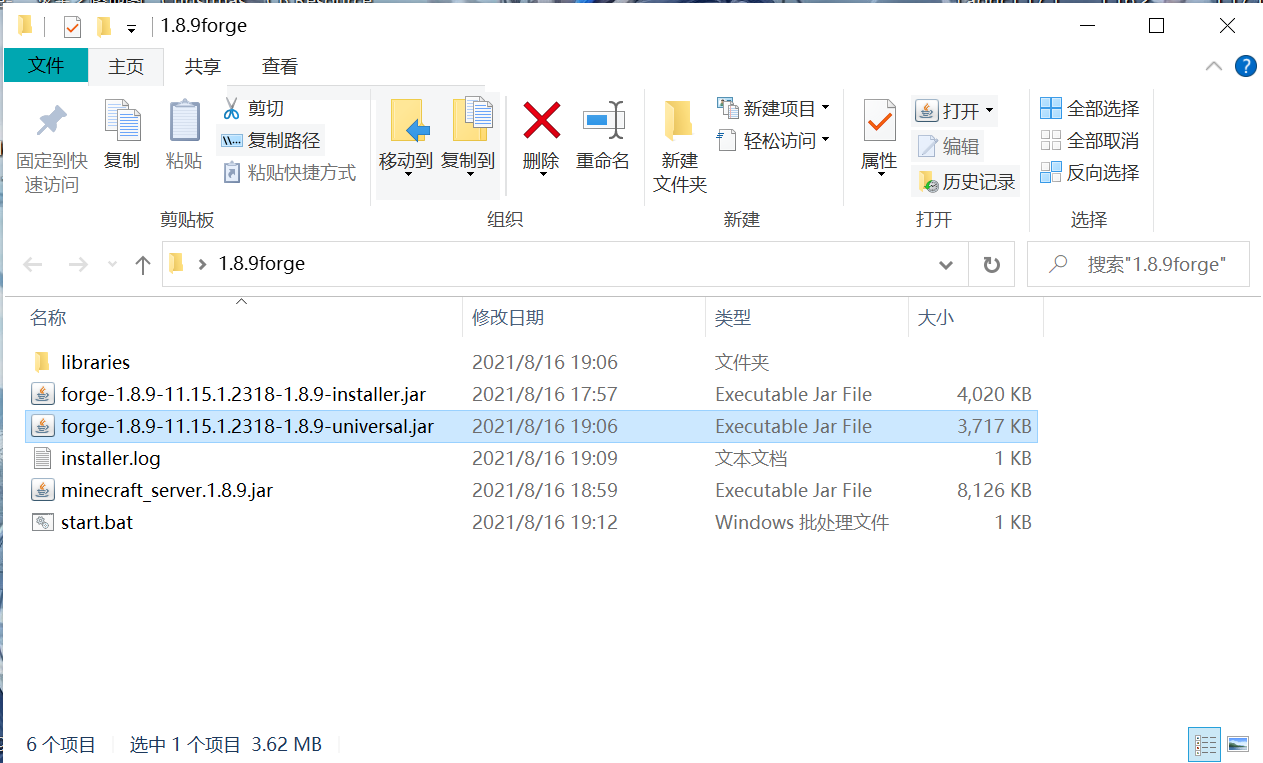 1.8.9forge
文件 主页 共享 查看
固定到快速访问
复制
粘贴
剪切
复制路径
粘贴快捷方式
剪贴板
移动到
复制到
删除
重命名
组织
新建文件夹
新建项目
轻松访问
新建
属性
打开
编辑
历史记录
打开
全部选择
全部取消
反向选择
选择
1.8.9forge
搜索"1.8.9forge"
名称 修改日期 类型 大小
libraries 2021/8/16 19:06 文件夹
forge-1.8.9-11.15.1.2318-1.8.9-installer.jar 2021/8/16 17:57 Executable Jar File 4,020 KB
forge-1.8.9-11.15.1.2318-1.8.9-universal.jar 2021/8/16 19:06 Executable Jar File 3,717 KB
installer.log 2021/8/16 19:09 文本文档 1 KB
minecraft_server.1.8.9.jar 2021/8/16 18:59 Executable Jar File 8,126 KB
start.bat 2021/8/16 19:12 Windows 批处理文件 1 KB
6 个项目 选中 1 个项目 3.62 MB